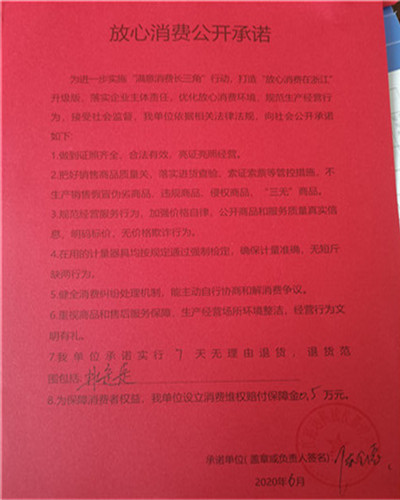 放心消费公开承诺
为进一步实施“满意消费长三角”行动，打造“放心消费在浙江”
升级版，落实企业主体责任，优化放心消费环境，规范生产经营行
为，接受社会监督，我单位依据相关法律法规，向社会公开承诺
如下：
1.做到证照齐全，合法有效，亮证亮照经营。
2.把好销售商品质量关，落实进货查验、索证索票等管控措施，不
生产销售假冒伪劣商品、违规商品、侵权商品、“三无”商品。
3.规范经营服务行为，加强价格自律，公开商品和服务质量真实信
息，明码标价，无价格欺诈行为。
4.在用的计量器具均按规定通过强制检定，确保计量准确，无短斤
缺两行为。
5.健全消费纠纷处理机制，能主动自行协商和解消费争议。
6.重视商品和售后服务保障，生产经营场所环境整洁，经营行为文
明有礼。
7.我单位承诺实行 7 天无理由退货，退货范
围包括：
8.为保障消费者权益，我单位设立消费维权赔付保障金0.5万元。
承诺单位(盖章或负责人签名)
2020年6月